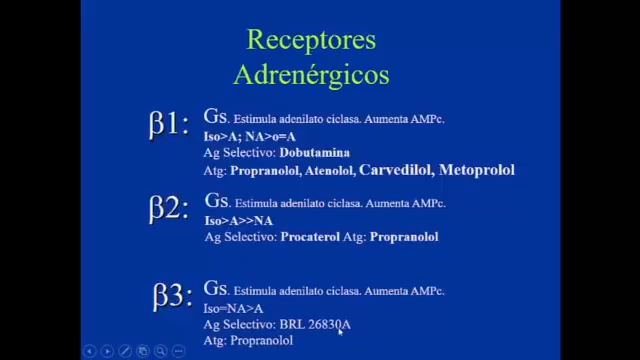 Receptores
Adrenérgicos
β1:
Gs. Estimula adenilato ciclasa. Aumenta AMPc.
Iso>A; NA>o=A
Ag Selectivo: Dobutamina
Atg: Propranolol, Atenolol, Carvedilol, Metoprolol
β2:
Gs. Estimula adenilato ciclasa. Aumenta AMPc.
Iso>A>>NA
Ag Selectivo: Procaterol Atg: Propranolol
β3:
Gs. Estimula adenilato ciclasa. Aumenta AMPc.
Iso=NA>A
Ag Selectivo: BRL 26830A
Atg: Propranolol